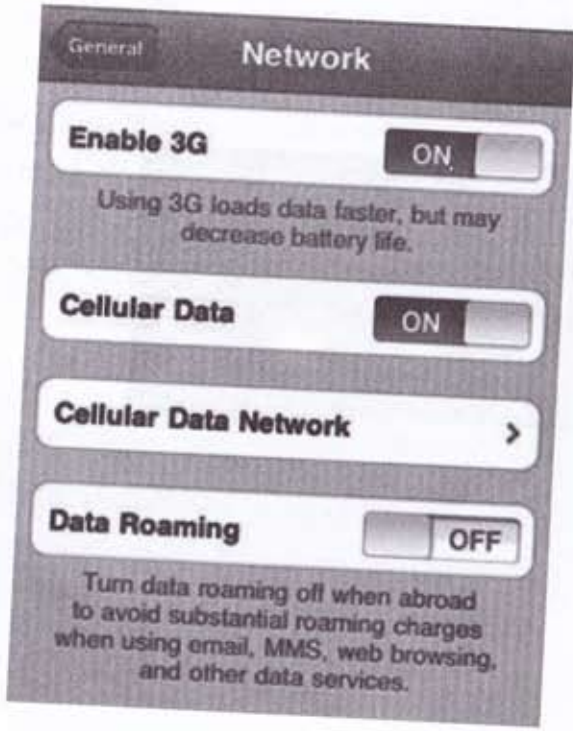 General
Network
Enable 3G
ON
Using 3G loads data faster, but may
decrease battery life.
Cellular Data
ON
Cellular Data Network
Data Roaming
OFF
Turn data roaming off when abroad
to avoid substantial roaming charges
when using email, MMS, web browsing,
and other data services.